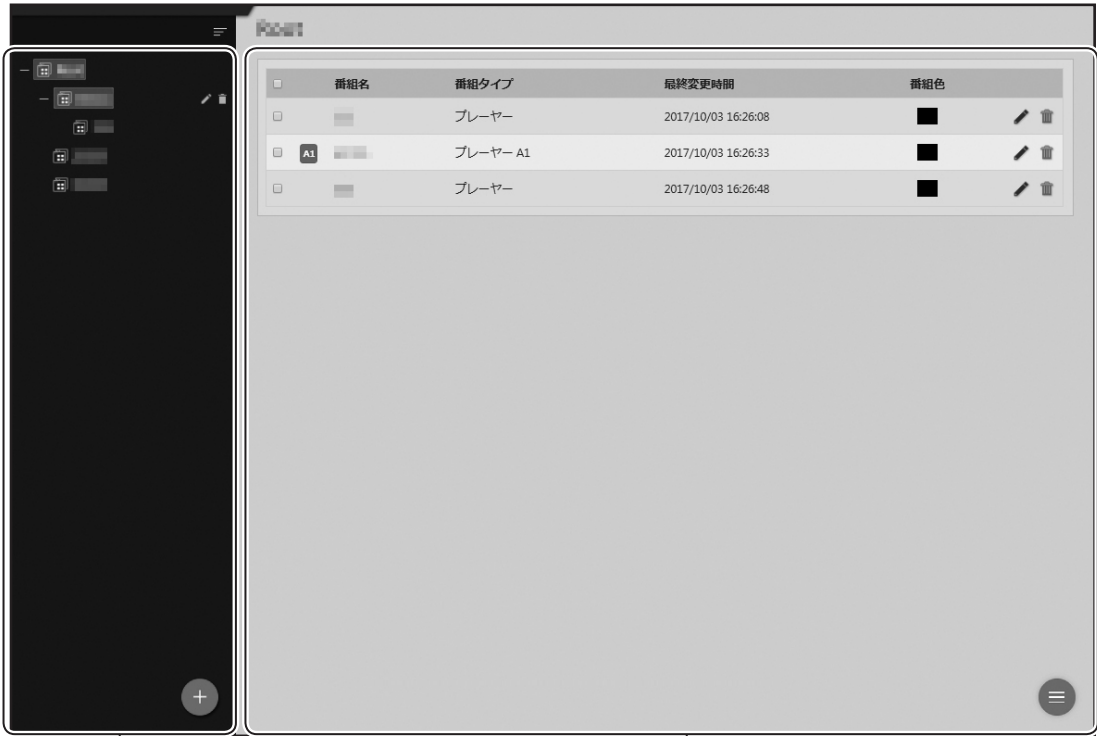 番組名 番組タイプ 最終変更時間 番組色
プレーヤー 2017/10/03 16:26:08
A1 プレーヤー A1 2017/10/03 16:26:33
プレーヤー 2017/10/03 16:26:48